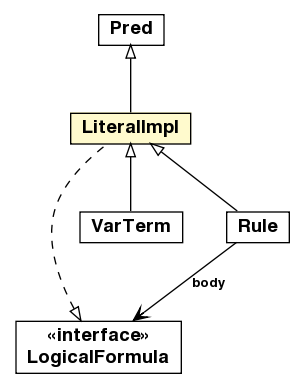 Pred
LiteralImpl
VarTerm
Rule
body
«interface»
LogicalFormula